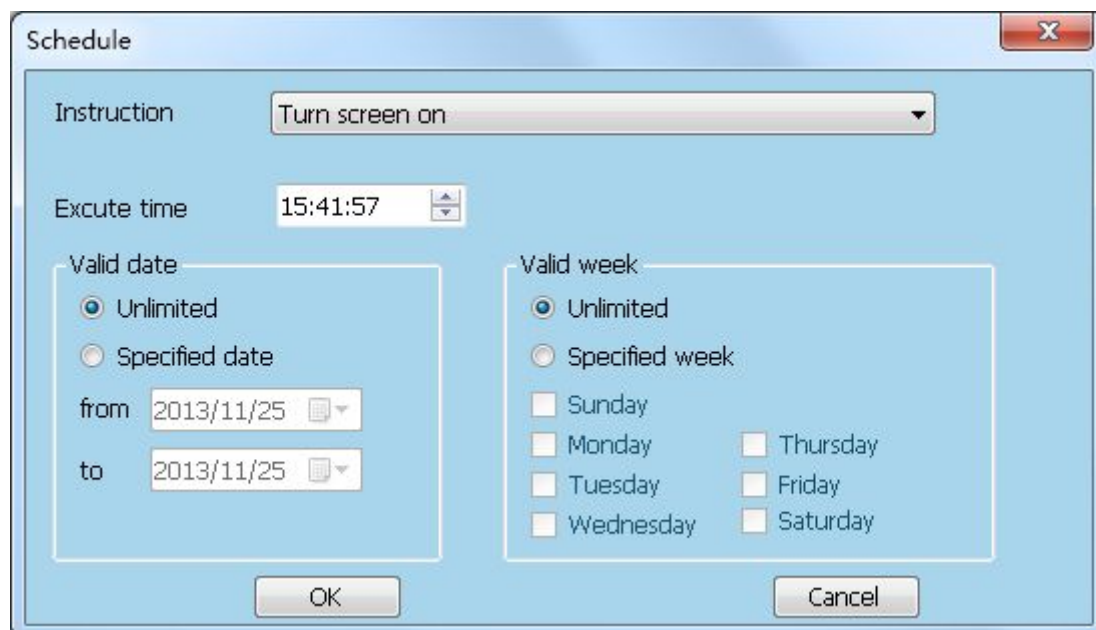 Schedule
Instruction Turn screen on
Excute time 15:41:57
Valid date
Unlimited
Specified date
from 2013/11/25
to 2013/11/25
Valid week
Unlimited
Specified week
Sunday
Monday Thursday
Tuesday Friday
Wednesday Saturday
OK Cancel